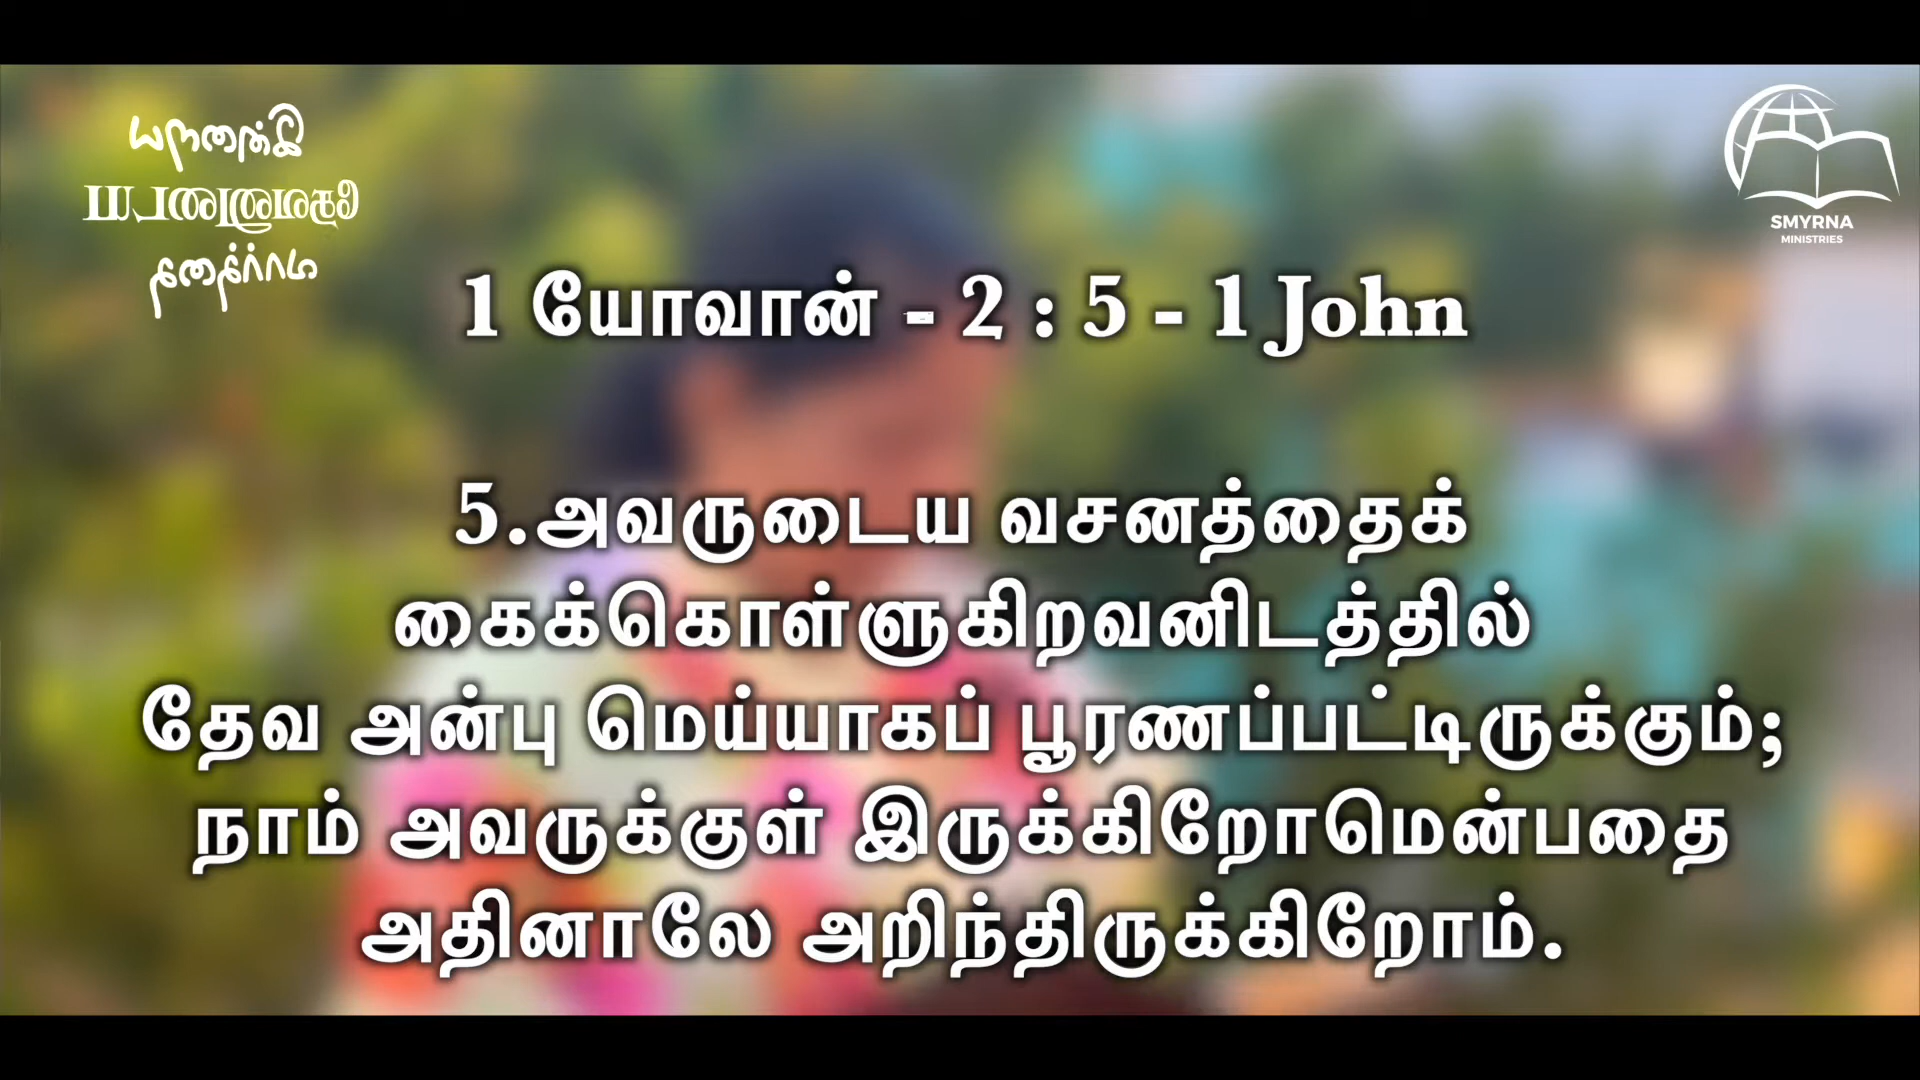 SMYRNA
MINISTRIES
1 யோவான் - 2 : 5 - 1 John
5.அவருடைய வசனத்தைக்
கைக்கொள்ளுகிறவனிடத்தில்
தேவ அன்பு மெய்யாகப் பூரணப்பட்டிருக்கும்;
நாம் அவருக்குள் இருக்கிறோமென்பதை
அதினாலே அறிந்திருக்கிறோம்.